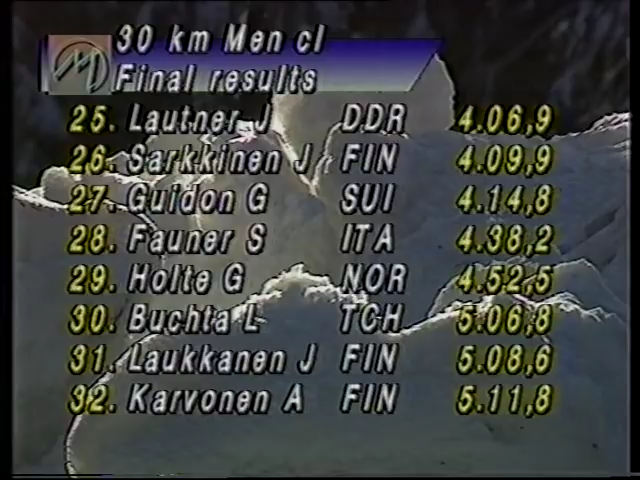 30 km Men cl
Final results
25. Lautner J DDR 4.06,9
26. Sarkkinen J FIN 4.09,9
27. Guidon G SUI 4.14,8
28. Fauner S ITA 4.38,2
29. Holte G NOR 4.52,5
30. Buchta L TCH 5.06,8
31. Laukkanen J FIN 5.08,6
32. Karvonen A FIN 5.11,8